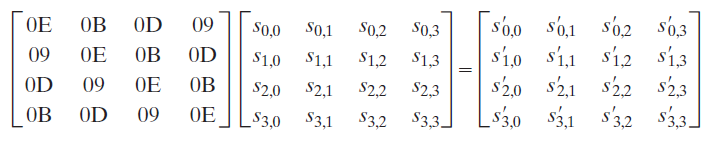 0E 0B 0D 09 s0,0 s0,1 s0,2 s0,3 s′0,0 s′0,1 s′0,2 s′0,3
09 0E 0B 0D s1,0 s1,1 s1,2 s1,3 = s′1,0 s′1,1 s′1,2 s′1,3
0D 09 0E 0B s2,0 s2,1 s2,2 s2,3 s′2,0 s′2,1 s′2,2 s′2,3
0B 0D 09 0E s3,0 s3,1 s3,2 s3,3 s′3,0 s′3,1 s′3,2 s′3,3